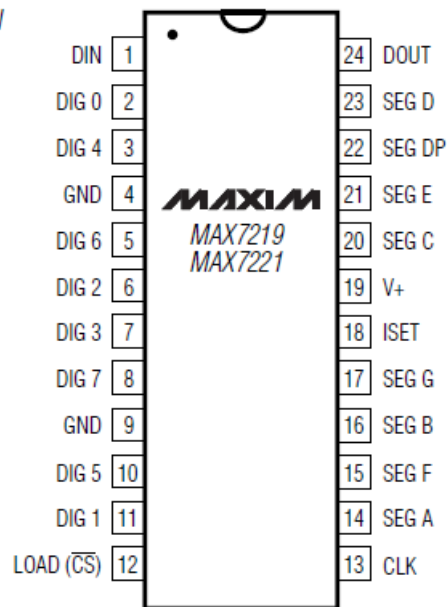 DIN 1
DIG 0 2
DIG 4 3
GND 4
DIG 6 5
DIG 2 6
DIG 3 7
DIG 7 8
GND 9
DIG 5 10
DIG 1 11
LOAD (C̅S̅) 12
MAXIM
MAX7219
MAX7221
24 DOUT
23 SEG D
22 SEG DP
21 SEG E
20 SEG C
19 V+
18 ISET
17 SEG G
16 SEG B
15 SEG F
14 SEG A
13 CLK